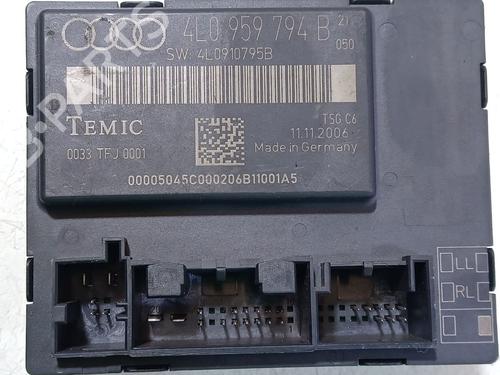 4L0 959 794 B 21
050
SW: 4L0910795B
TEMIC
TSG C6
11.11.2006
0033 TFJ 0001
Made in Germany
00005045C000206B11001A5
LL
RL